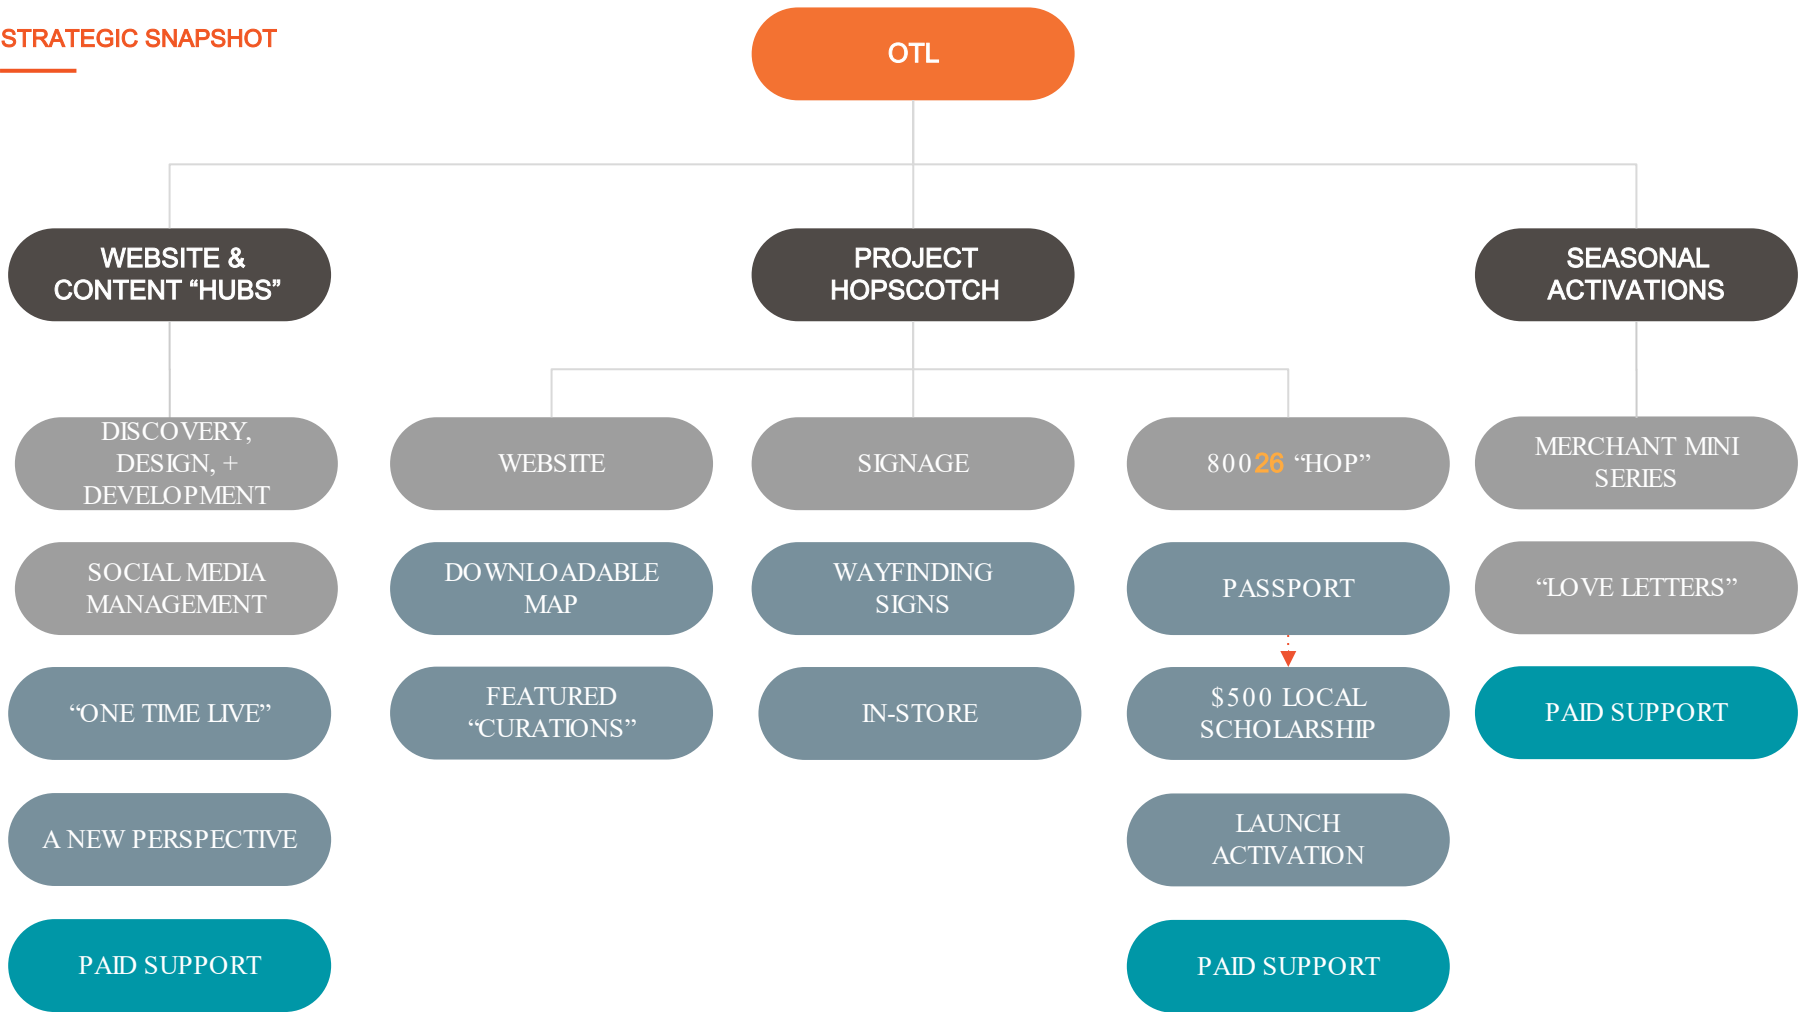 STRATEGIC SNAPSHOT
OTL
WEBSITE &
CONTENT “HUBS”
PROJECT
HOPSCOTCH
SEASONAL
ACTIVATIONS
DISCOVERY,
DESIGN, +
DEVELOPMENT
SOCIAL MEDIA
MANAGEMENT
“ONE TIME LIVE”
A NEW PERSPECTIVE
PAID SUPPORT
WEBSITE
DOWNLOADABLE
MAP
FEATURED
“CURATIONS”
SIGNAGE
WAYFINDING
SIGNS
IN-STORE
80026 “HOP”
PASSPORT
$500 LOCAL
SCHOLARSHIP
LAUNCH
ACTIVATION
PAID SUPPORT
MERCHANT MINI
SERIES
“LOVE LETTERS”
PAID SUPPORT